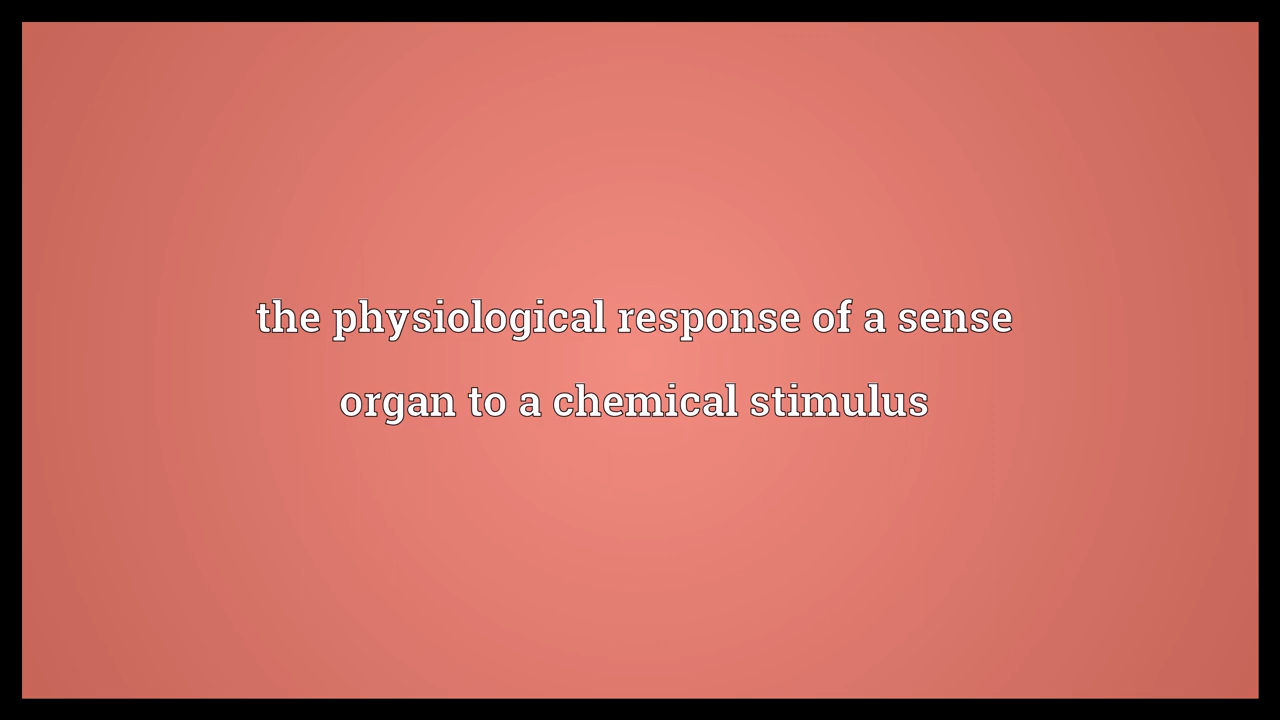 the physiological response of a sense
organ to a chemical stimulus